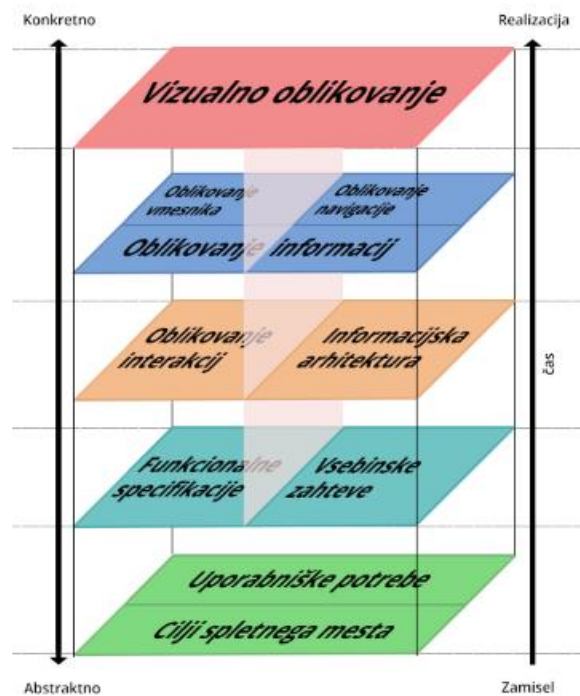 Konkretno
Realizacija
Vizualno oblikovanje
Oblikovanje
vmesnika
Oblikovanje
navigacije
Oblikovanje informacij
Oblikovanje
interakcij
Informacijska
arhitektura
čas
Funkcionalne
specifikacije
Vsebinske
zahteve
Uporabniške potrebe
Cilji spletnega mesta
Abstraktno
Zamisel